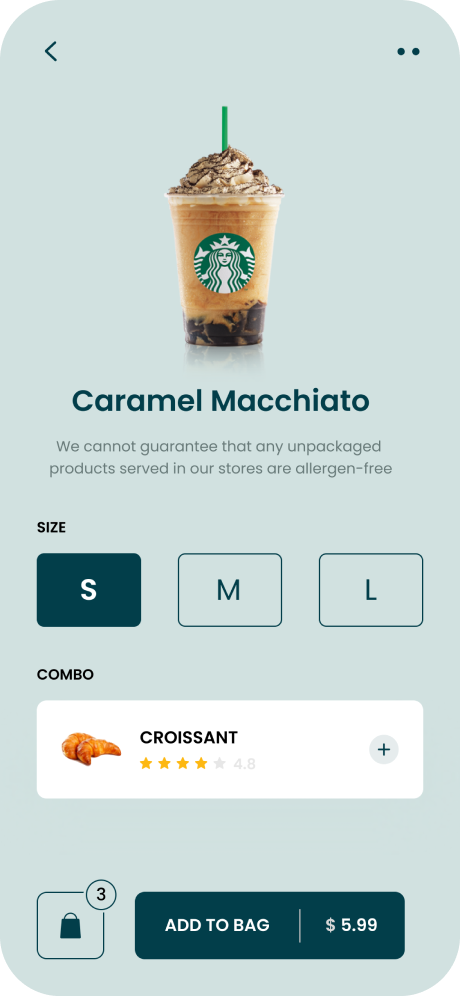 Caramel Macchiato
We cannot guarantee that any unpackaged
products served in our stores are allergen-free
SIZE
S
M
L
COMBO
CROISSANT
4.8
3
ADD TO BAG
$ 5.99